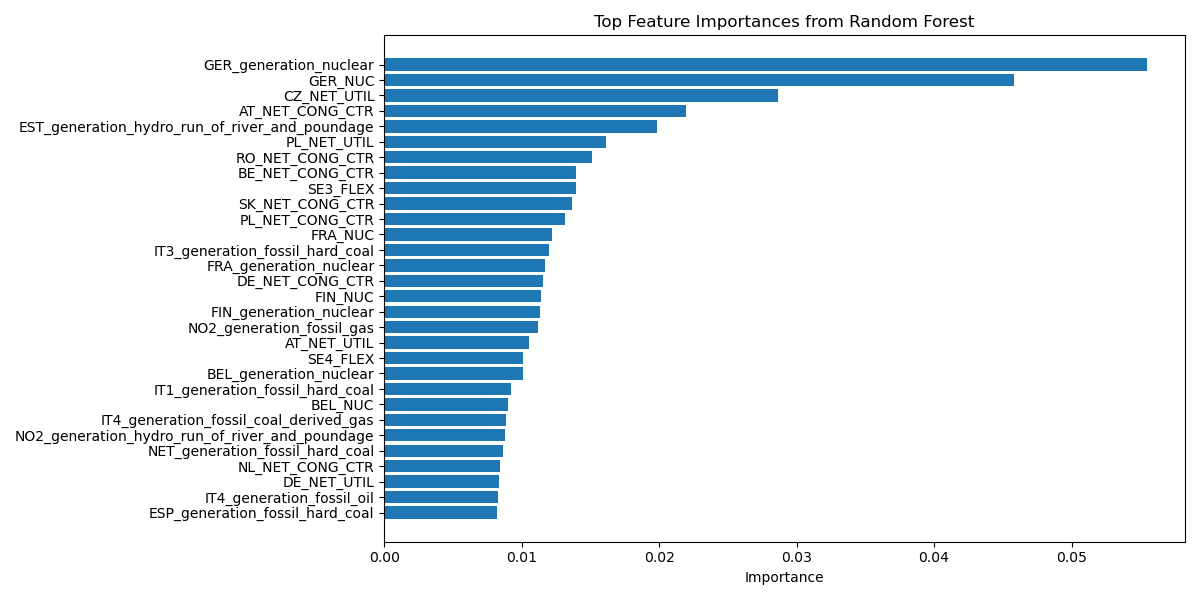 Top Feature Importances from Random Forest
GER_generation_nuclear
GER_NUC
CZ_NET_UTIL
AT_NET_CONG_CTR
EST_generation_hydro_run_of_river_and_poundage
PL_NET_UTIL
RO_NET_CONG_CTR
BE_NET_CONG_CTR
SE3_FLEX
SK_NET_CONG_CTR
PL_NET_CONG_CTR
FRA_NUC
IT3_generation_fossil_hard_coal
FRA_generation_nuclear
DE_NET_CONG_CTR
FIN_NUC
FIN_generation_nuclear
NO2_generation_fossil_gas
AT_NET_UTIL
SE4_FLEX
BEL_generation_nuclear
IT1_generation_fossil_hard_coal
BEL_NUC
IT4_generation_fossil_coal_derived_gas
NO2_generation_hydro_run_of_river_and_poundage
NET_generation_fossil_hard_coal
NL_NET_CONG_CTR
DE_NET_UTIL
IT4_generation_fossil_oil
ESP_generation_fossil_hard_coal
0.00 0.01 0.02 0.03 0.04 0.05
Importance